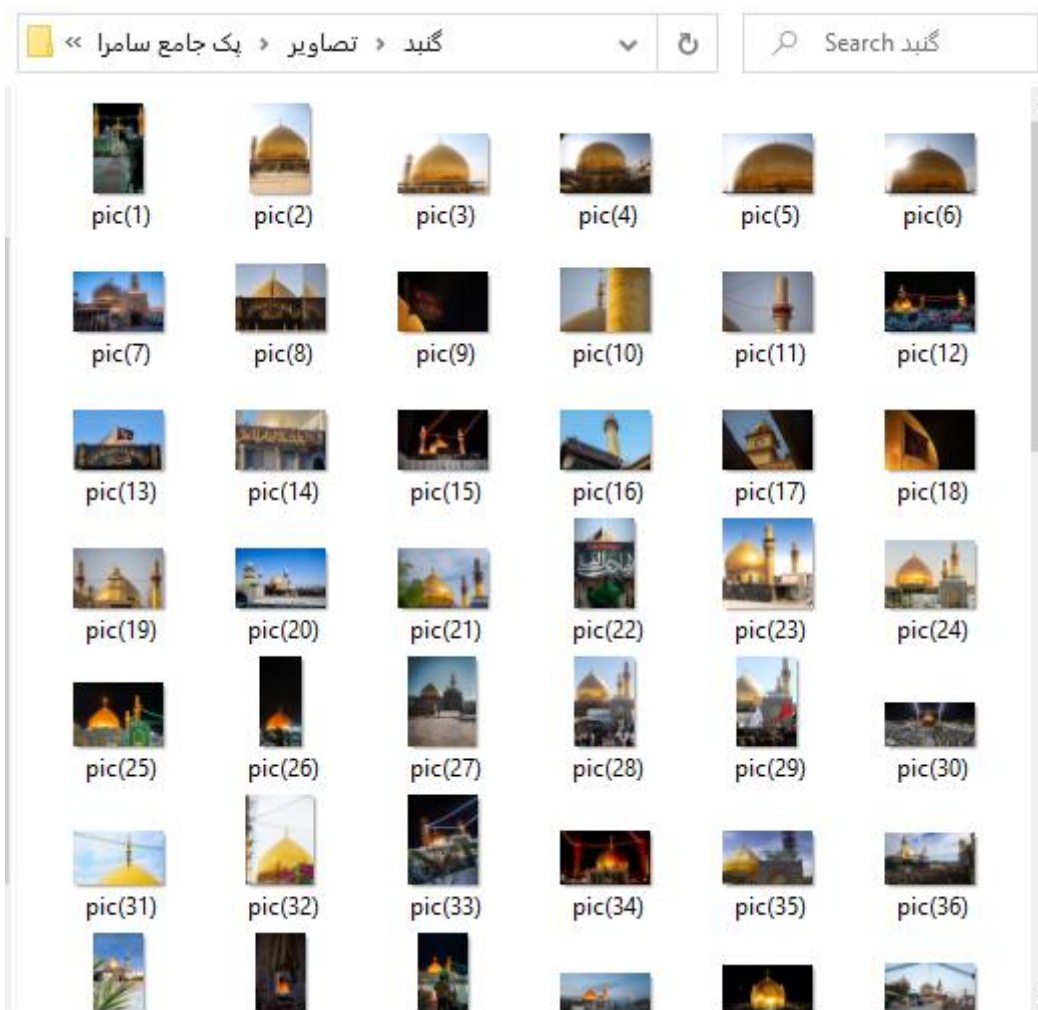 « پک جامع سامرا › تصاویر › گنبد
Search گنبد
pic(1) pic(2) pic(3) pic(4) pic(5) pic(6)
pic(7) pic(8) pic(9) pic(10) pic(11) pic(12)
pic(13) pic(14) pic(15) pic(16) pic(17) pic(18)
pic(19) pic(20) pic(21) pic(22) pic(23) pic(24)
pic(25) pic(26) pic(27) pic(28) pic(29) pic(30)
pic(31) pic(32) pic(33) pic(34) pic(35) pic(36)